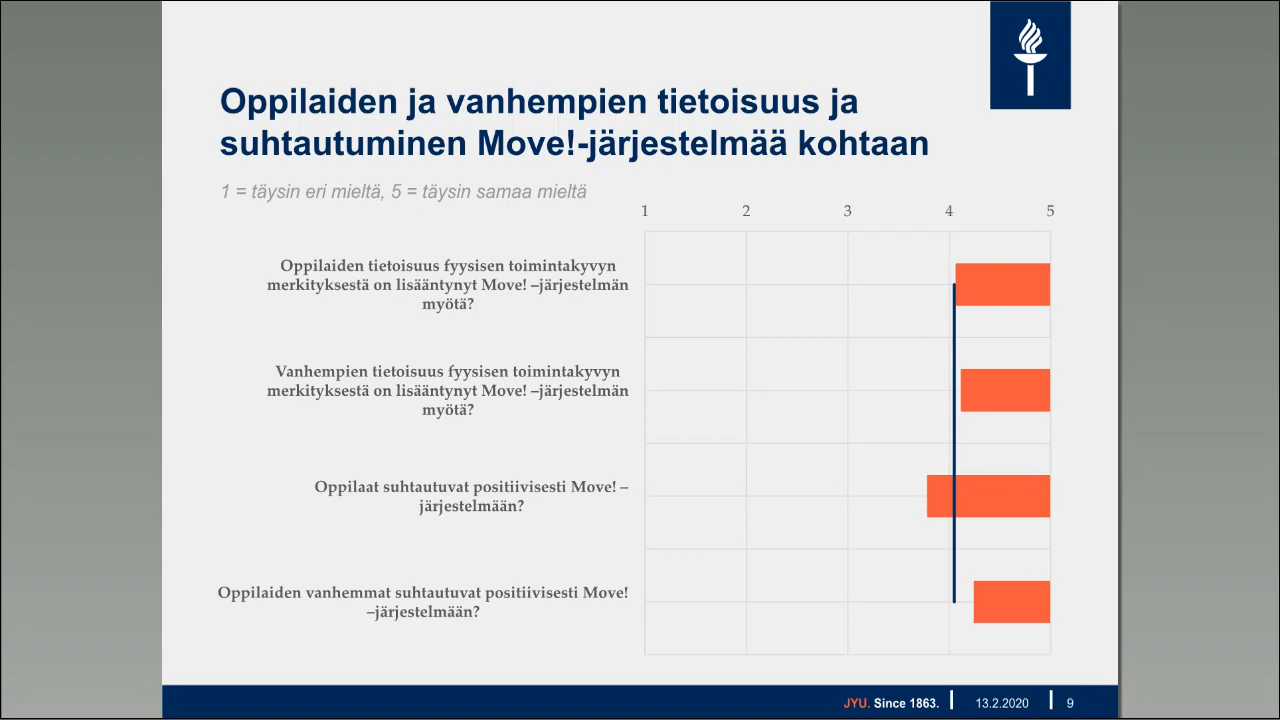 Oppilaiden ja vanhempien tietoisuus ja
suhtautuminen Move!-järjestelmää kohtaan
1 = täysin eri mieltä, 5 = täysin samaa mieltä
1 2 3 4 5
Oppilaiden tietoisuus fyysisen toimintakyvyn
merkityksestä on lisääntynyt Move! –järjestelmän
myötä?
Vanhempien tietoisuus fyysisen toimintakyvyn
merkityksestä on lisääntynyt Move! –järjestelmän
myötä?
Oppilaat suhtautuvat positiivisesti Move! –
järjestelmään?
Oppilaiden vanhemmat suhtautuvat positiivisesti Move!
–järjestelmään?
JYU. Since 1863. 13.2.2020 9